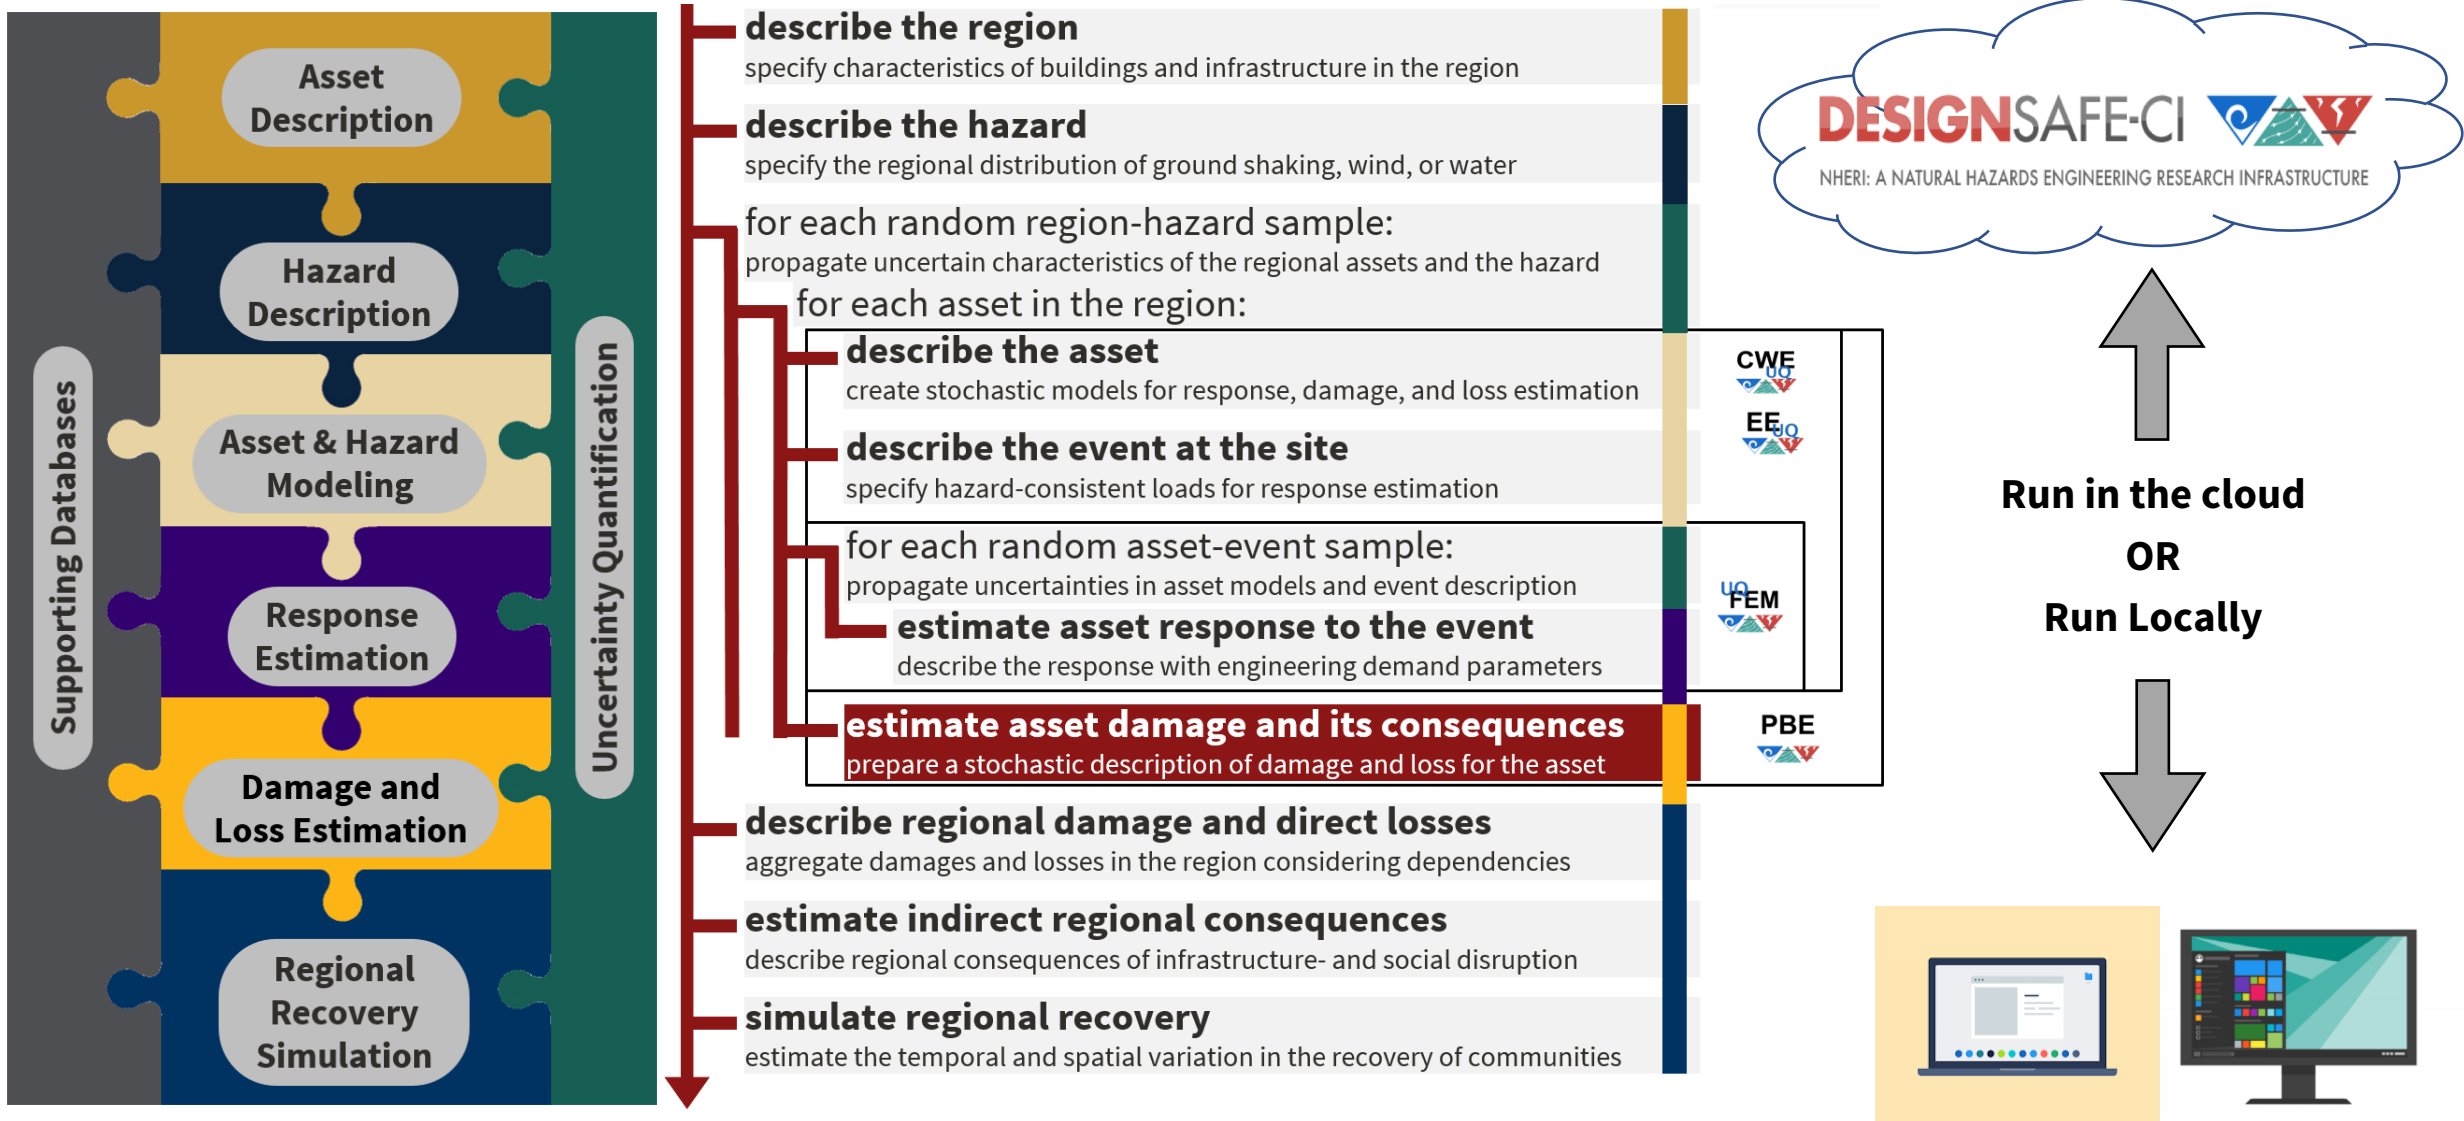 Supporting Databases
Asset
Description
Hazard
Description
Asset & Hazard
Modeling
Response
Estimation
Damage and
Loss Estimation
Regional
Recovery
Simulation
Uncertainty Quantification
describe the region
specify characteristics of buildings and infrastructure in the region
describe the hazard
specify the regional distribution of ground shaking, wind, or water
for each random region-hazard sample:
propagate uncertain characteristics of the regional assets and the hazard
for each asset in the region:
describe the asset
create stochastic models for response, damage, and loss estimation
describe the event at the site
specify hazard-consistent loads for response estimation
for each random asset-event sample:
propagate uncertainties in asset models and event description
estimate asset response to the event
describe the response with engineering demand parameters
estimate asset damage and its consequences
prepare a stochastic description of damage and loss for the asset
describe regional damage and direct losses
aggregate damages and losses in the region considering dependencies
estimate indirect regional consequences
describe regional consequences of infrastructure- and social disruption
simulate regional recovery
estimate the temporal and spatial variation in the recovery of communities
CWE
UQ
EE
UQ
UQ
FEM
PBE
DESIGNSAFE-CI
NHERI: A NATURAL HAZARDS ENGINEERING RESEARCH INFRASTRUCTURE
Run in the cloud
OR
Run Locally